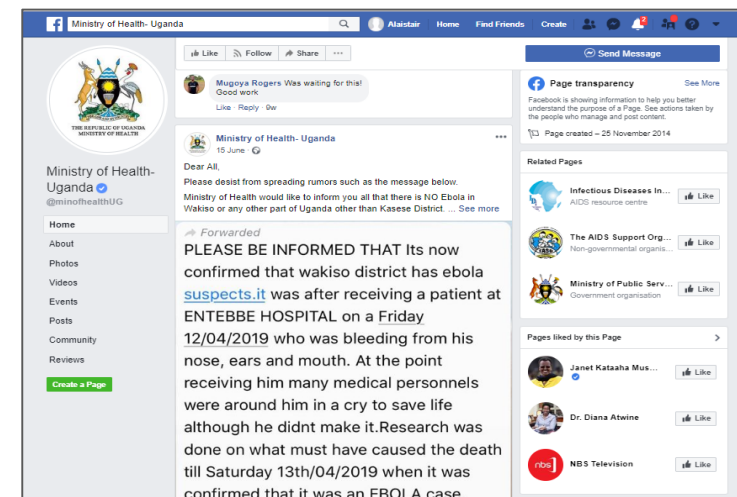 Ministry of Health- Uganda
Alaistair Home Find Friends Create
Like Follow Share ...
Send Message
THE REPUBLIC OF UGANDA
MINISTRY OF HEALTH
Ministry of Health-
Uganda
@minofhealthUG
Home
About
Photos
Videos
Events
Posts
Community
Reviews
Create a Page
Mugoya Rogers Was waiting for this!
Good work
Like · Reply · 9w
Ministry of Health- Uganda
15 June ·
Dear All,
Please desist from spreading rumors such as the message below.
Ministry of Health would like to inform you all that there is NO Ebola in
Wakiso or any other part of Uganda other than Kasese District. ... See more
Forwarded
PLEASE BE INFORMED THAT Its now
confirmed that wakiso district has ebola
suspects.it was after receiving a patient at
ENTEBBE HOSPITAL on a Friday
12/04/2019 who was bleeding from his
nose, ears and mouth. At the point
receiving him many medical personnels
were around him in a cry to save life
although he didnt make it.Research was
done on what must have caused the death
till Saturday 13th/04/2019 when it was
confirmed that it was an EBOLA case
Page transparency See More
Facebook is showing information to help you better
understand the purpose of a Page. See actions taken by
the people who manage and post content.
Page created – 25 November 2014
Related Pages
Infectious Diseases In...
AIDS resource centre
Like
The AIDS Support Org...
Non-governmental organis...
Like
Ministry of Public Serv...
Government organisation
Like
Pages liked by this Page
Janet Kataaha Mus...
Like
Dr. Diana Atwine
Like
nbs
NBS Television
Like